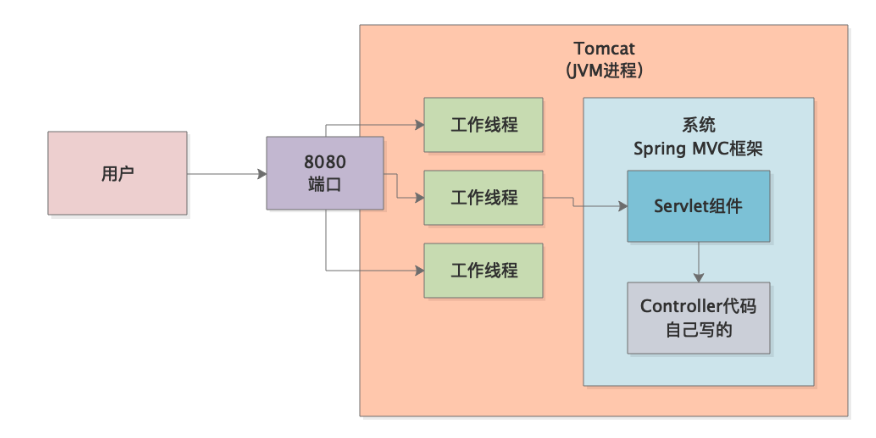 Tomcat
（JVM进程）
用户
8080
端口
工作线程
工作线程
工作线程
系统
Spring MVC框架
Servlet组件
Controller代码
自己写的